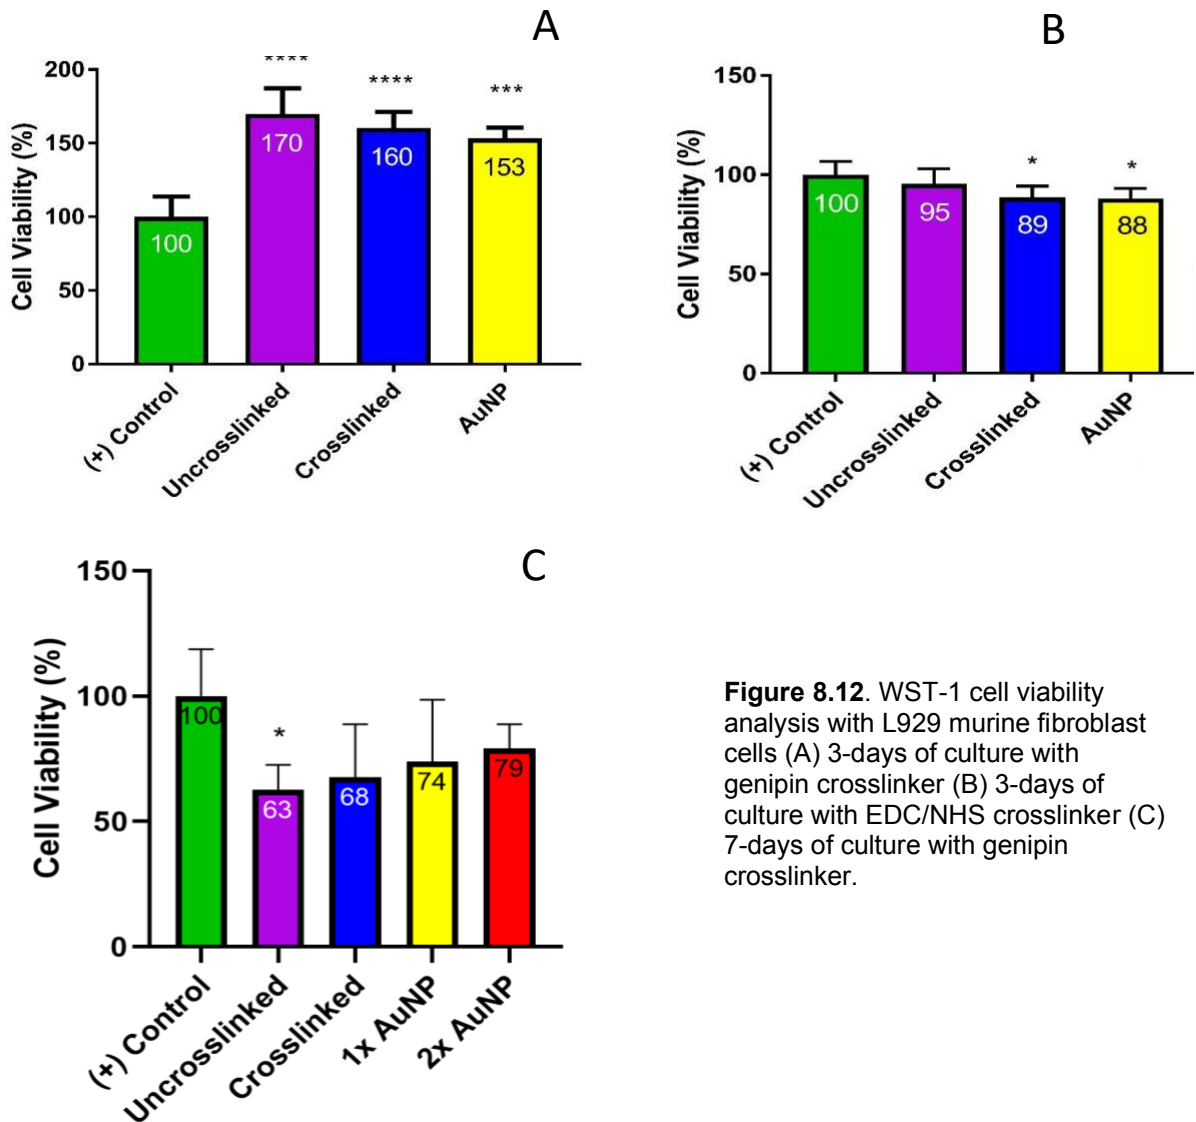 A
Cell Viability (%)
200
150
100
50
0
****
****
***
170
160
153
100
(+) Control
Uncrosslinked
Crosslinked
AuNP
B
Cell Viability (%)
150
100
50
0
*
*
100
95
89
88
(+) Control
Uncrosslinked
Crosslinked
AuNP
C
Cell Viability (%)
150
100
50
0
*
100
63
68
74
79
(+) Control
Uncrosslinked
Crosslinked
1x AuNP
2x AuNP
Figure 8.12. WST-1 cell viability
analysis with L929 murine fibroblast
cells (A) 3-days of culture with
genipin crosslinker (B) 3-days of
culture with EDC/NHS crosslinker (C)
7-days of culture with genipin
crosslinker.